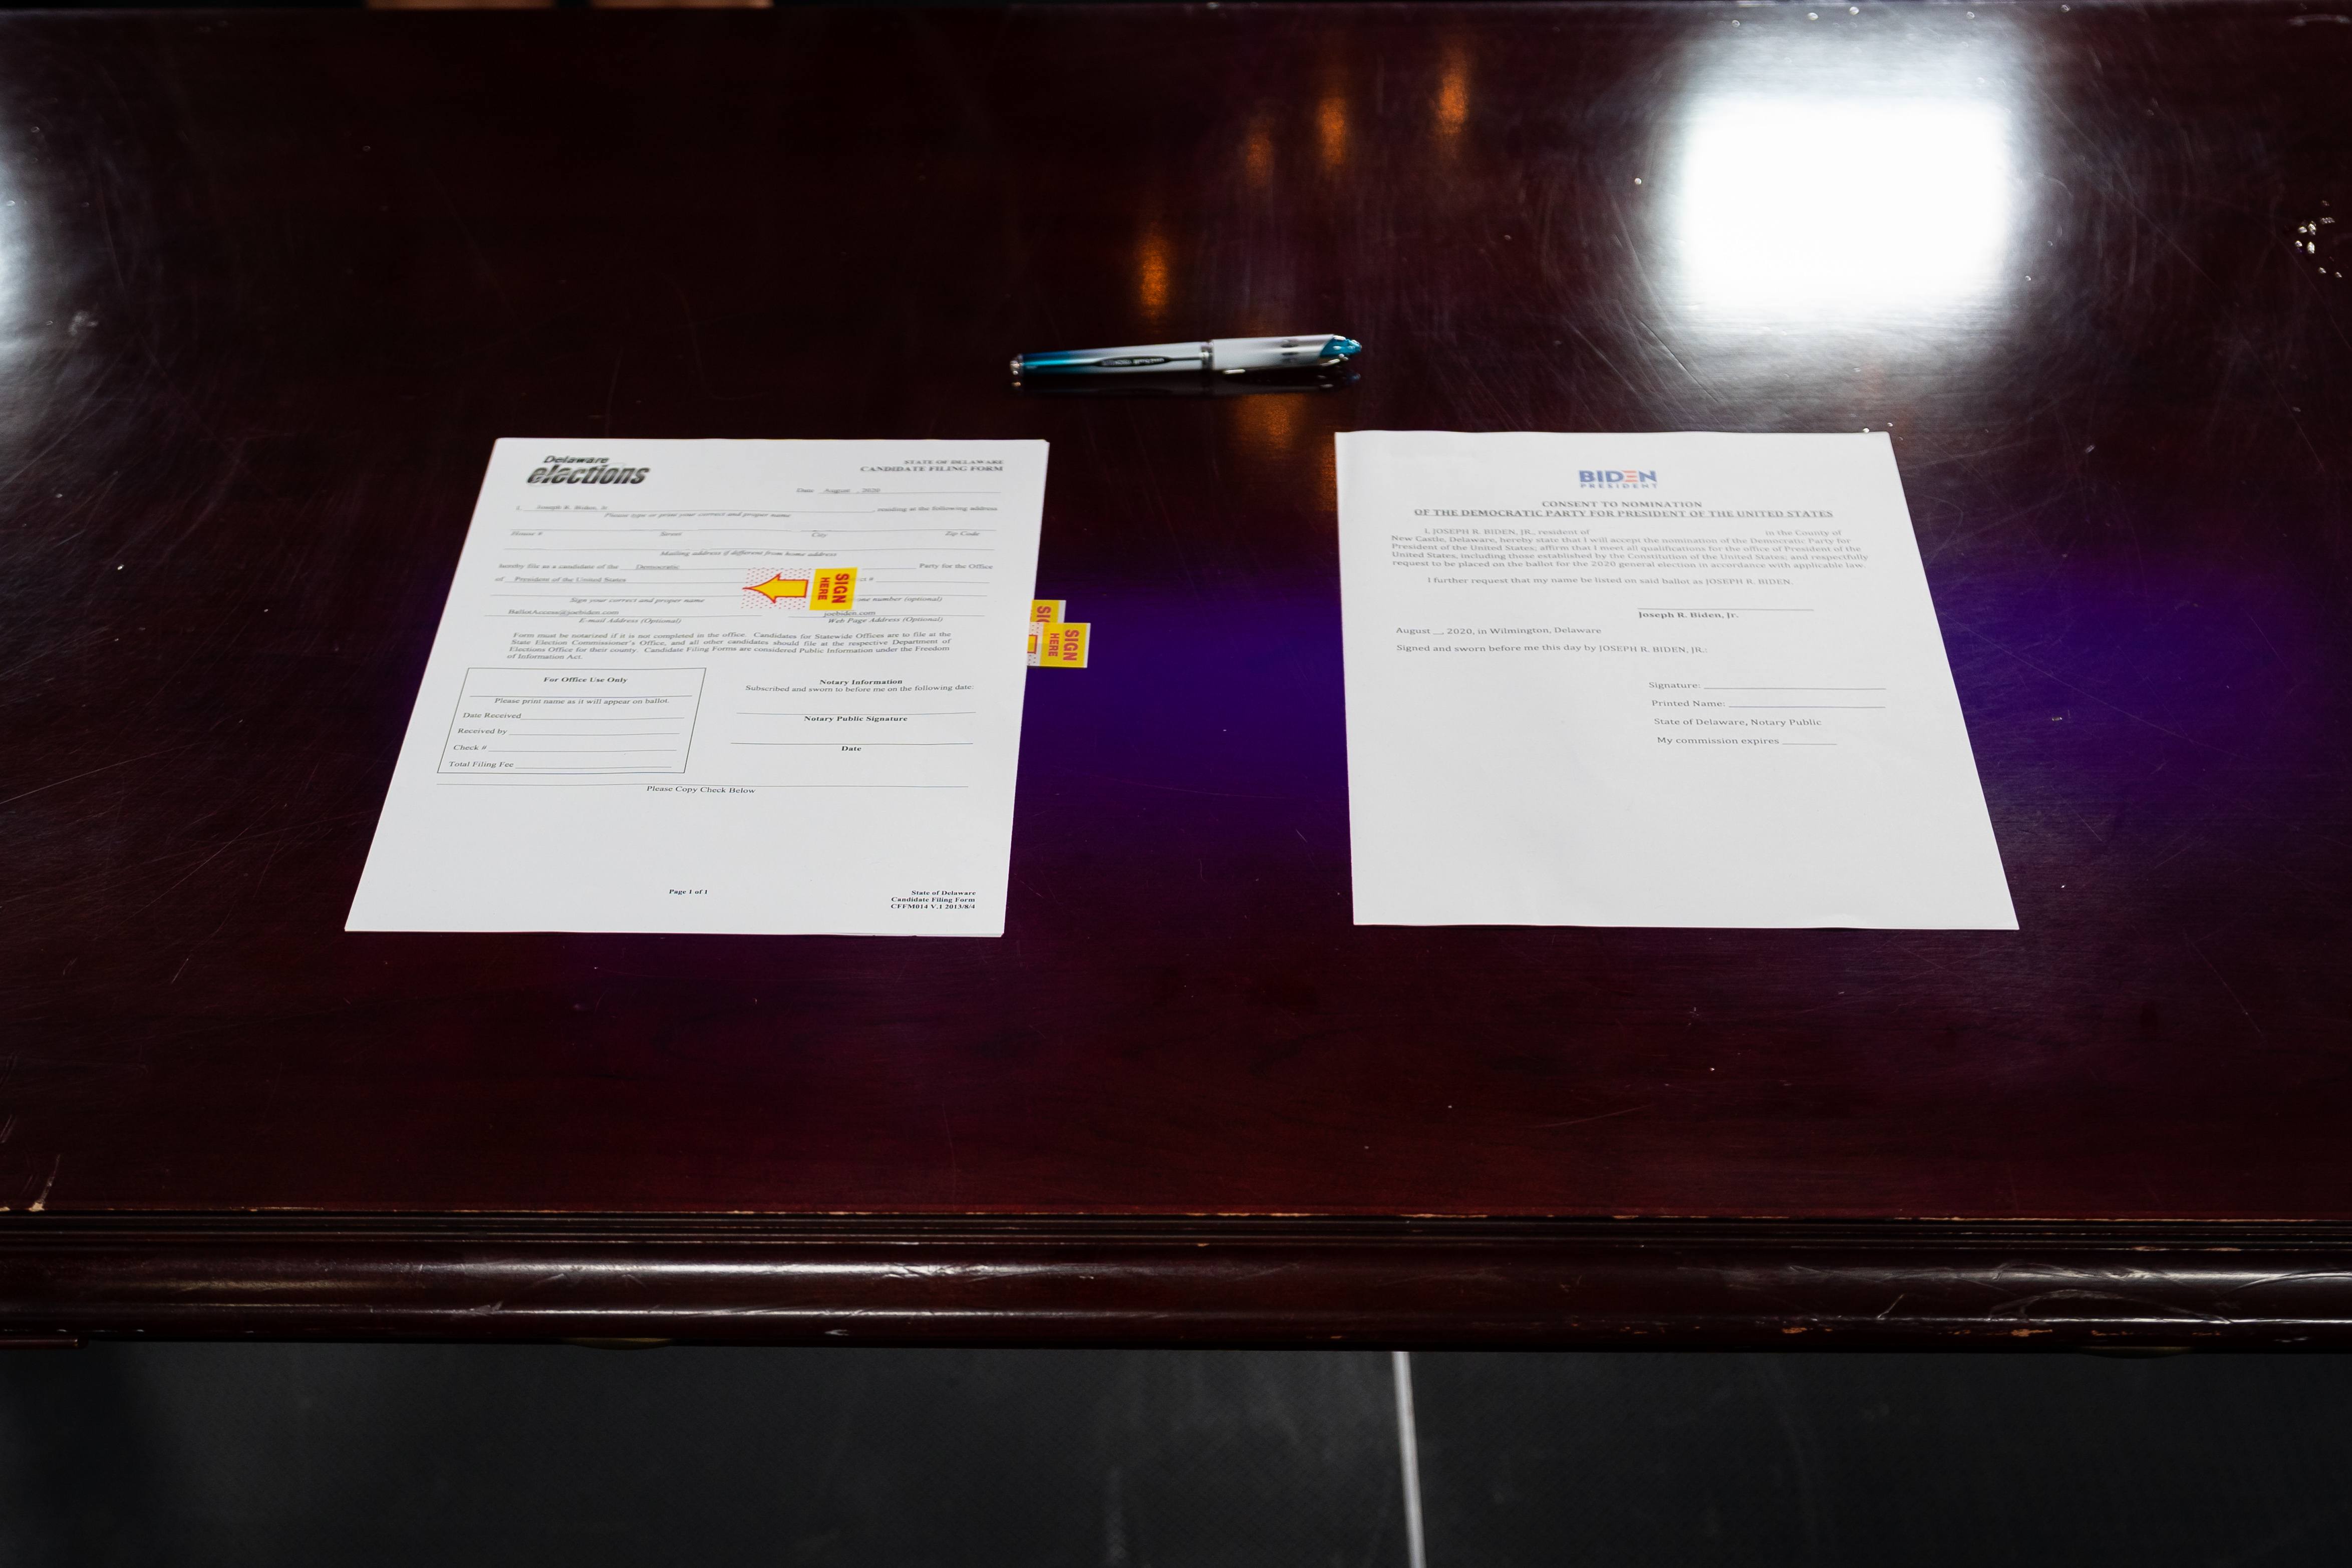 Delaware
elections
STATE OF DELAWARE
CANDIDATE FILING FORM
Date: August , 2020
I, Joseph R. Biden, Jr. , residing at the following address
Please type or print your correct and proper name
House # Street City Zip Code
Mailing address if different from home address
hereby file as a candidate of the Democratic Party for the Office
of President of the United States #
SIGN
HERE
Sign your correct and proper name number (optional)
BallotAccess@joebiden.com joebiden.com
E-mail Address (Optional) Web Page Address (Optional)
Form must be notarized if it is not completed in the office. Candidates for Statewide Offices are to file at the
State Election Commissioner's Office, and all other candidates should file at the respective Department of
Elections Office for their county. Candidate Filing Forms are considered Public Information under the Freedom
of Information Act.
For Office Use Only
Please print name as it will appear on ballot.
Date Received
Received by
Check #
Total Filing Fee
Notary Information
Subscribed and sworn to before me on the following date:
Notary Public Signature
Date
Please Copy Check Below
Page 1 of 1
State of Delaware
Candidate Filing Form
CFFM014 V.1 2013/8/4
SIGN
HERE
BIDEN
PRESIDENT
CONSENT TO NOMINATION
OF THE DEMOCRATIC PARTY FOR PRESIDENT OF THE UNITED STATES
I, JOSEPH R. BIDEN, JR., resident of in the County of
New Castle, Delaware, hereby state that I will accept the nomination of the Democratic Party for
President of the United States; affirm that I meet all qualifications for the office of President of the
United States, including those established by the Constitution of the United States; and respectfully
request to be placed on the ballot for the 2020 general election in accordance with applicable law.
I further request that my name be listed on said ballot as JOSEPH R. BIDEN.
Joseph R. Biden, Jr.
August __, 2020, in Wilmington, Delaware
Signed and sworn before me this day by JOSEPH R. BIDEN, JR.:
Signature:
Printed Name:
State of Delaware, Notary Public
My commission expires